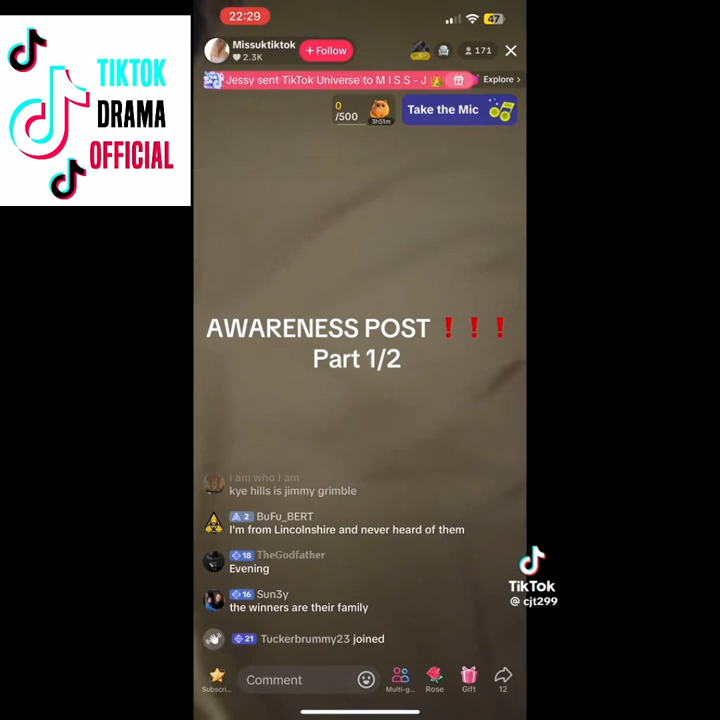 TIKTOK
DRAMA
OFFICIAL
22:29
47
Missuktiktok
2.3K
+ Follow
171
Jessy sent TikTok Universe to M I S S - J
Explore >
0
/500
3h51m
Take the Mic
AWARENESS POST ❗❗❗
Part 1/2
I am who I am
kye hills is jimmy grimble
2 BuFu_BERT
I'm from Lincolnshire and never heard of them
18 TheGodfather
Evening
16 Sun3y
the winners are their family
21 Tuckerbrummy23 joined
TikTok
@ cjt299
Subscri...
Comment
Multi-g...
Rose
Gift
12